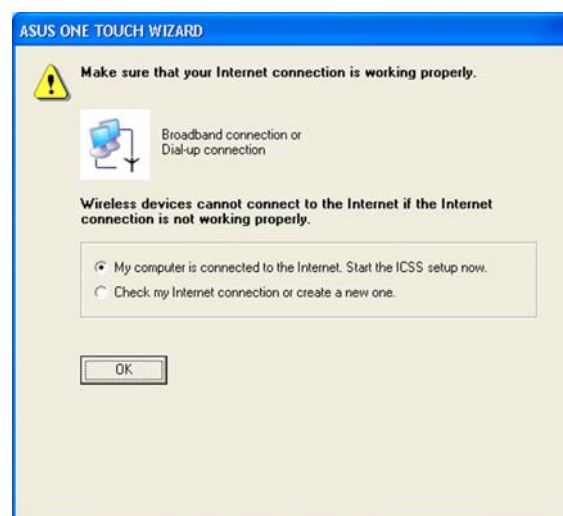 ASUS ONE TOUCH WIZARD
Make sure that your Internet connection is working properly.
Broadband connection or
Dial-up connection
Wireless devices cannot connect to the Internet if the Internet
connection is not working properly.
My computer is connected to the Internet. Start the ICSS setup now.
Check my Internet connection or create a new one.
OK